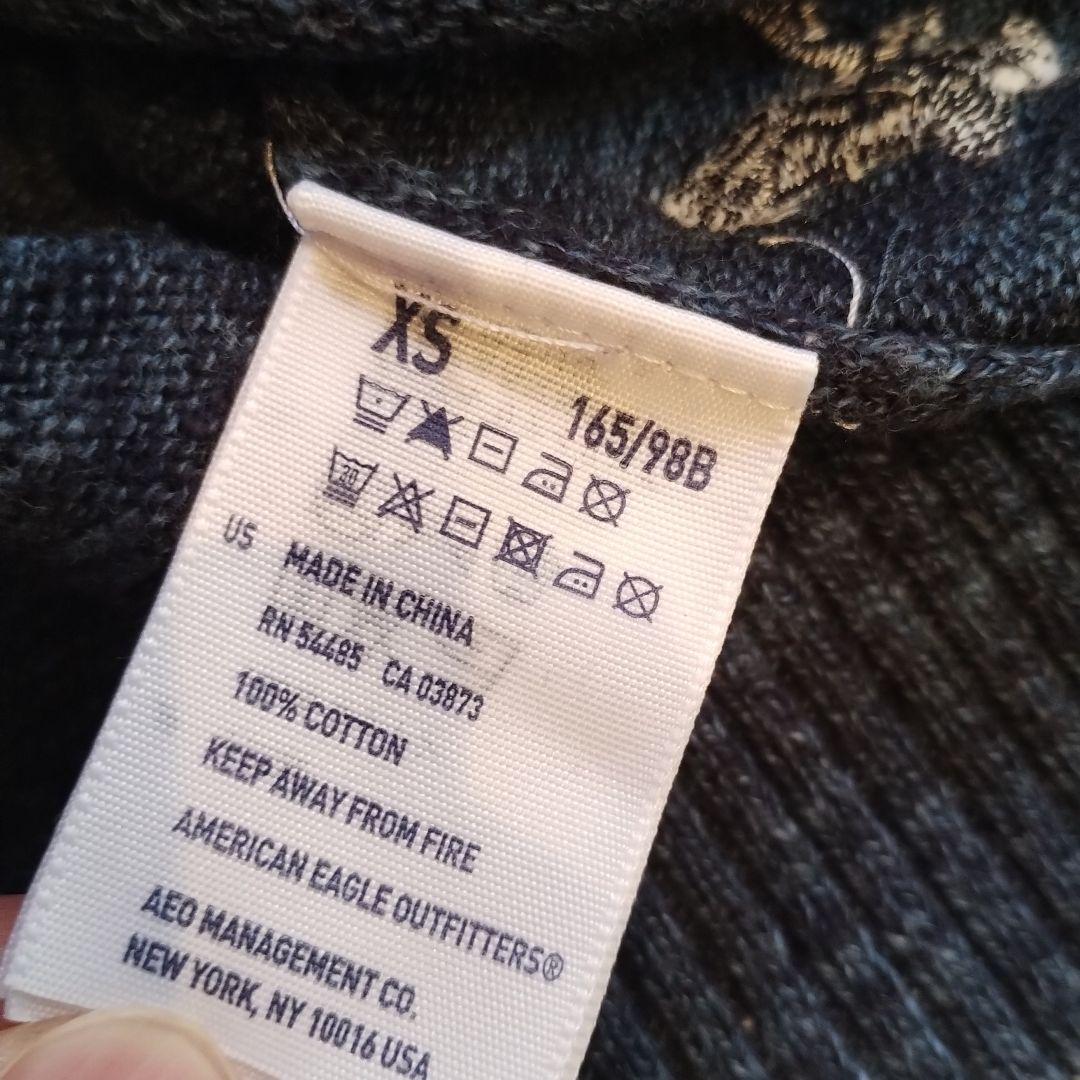 XS
165/98B
20
US MADE IN CHINA
RN 54485 CA 03873
100% COTTON
KEEP AWAY FROM FIRE
AMERICAN EAGLE OUTFITTERS®
AEO MANAGEMENT CO.
NEW YORK, NY 10016 USA